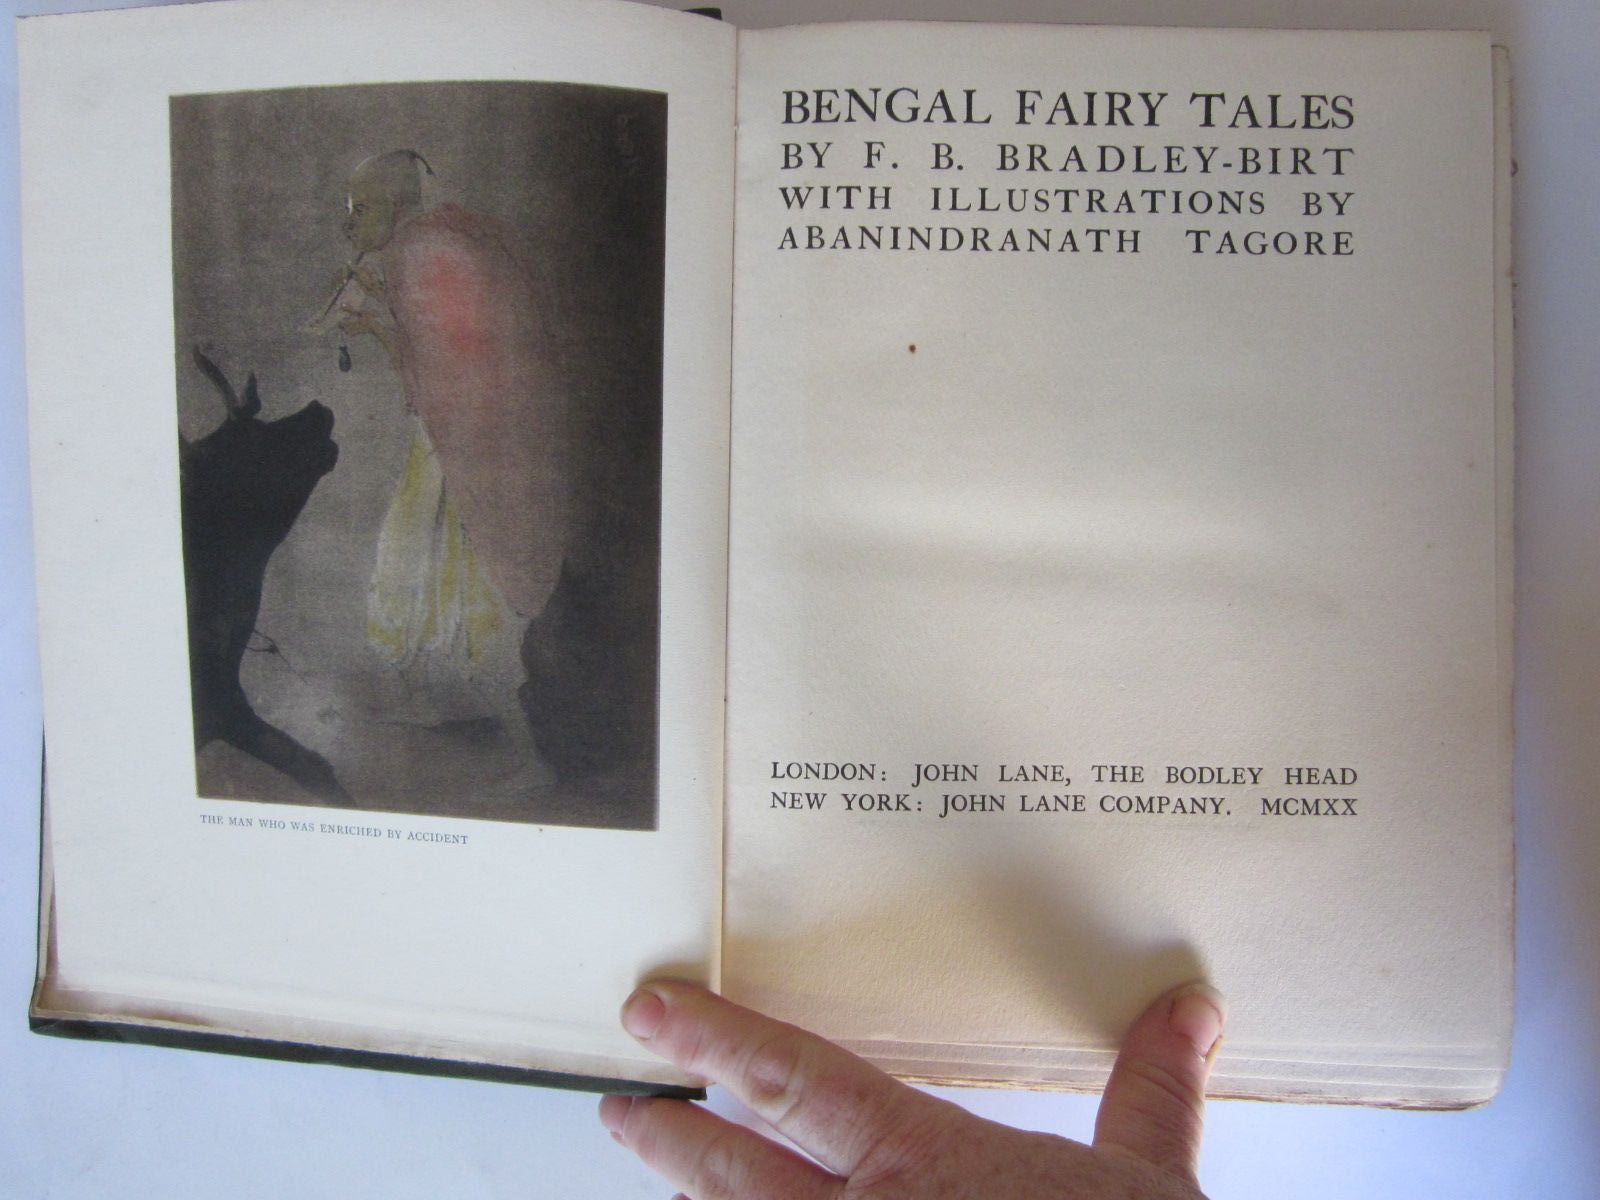 THE MAN WHO WAS ENRICHED BY ACCIDENT
BENGAL FAIRY TALES
BY F. B. BRADLEY-BIRT
WITH ILLUSTRATIONS BY
ABANINDRANATH TAGORE
LONDON: JOHN LANE, THE BODLEY HEAD
NEW YORK: JOHN LANE COMPANY. MCMXX